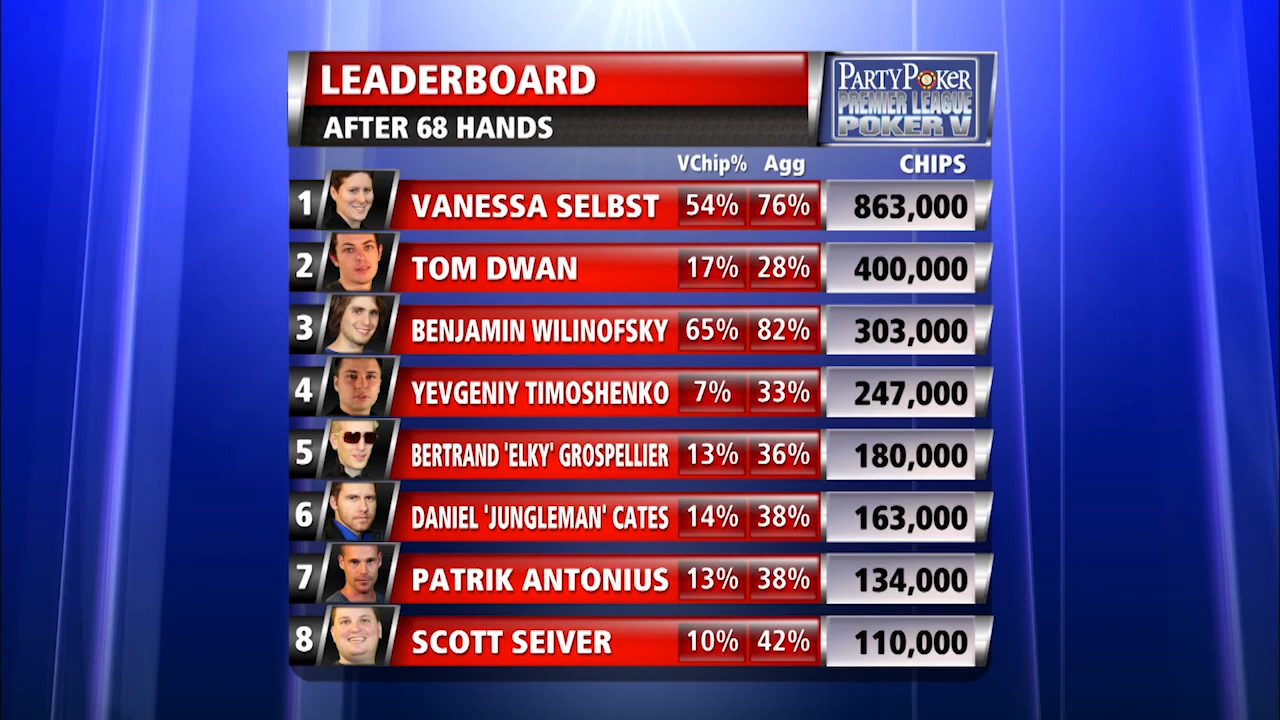 LEADERBOARD
AFTER 68 HANDS
PARTYPOKER
PREMIER LEAGUE
POKER V
VChip% Agg CHIPS
1 VANESSA SELBST 54% 76% 863,000
2 TOM DWAN 17% 28% 400,000
3 BENJAMIN WILINOFSKY 65% 82% 303,000
4 YEVGENIY TIMOSHENKO 7% 33% 247,000
5 BERTRAND 'ELKY' GROSPELLIER 13% 36% 180,000
6 DANIEL 'JUNGLEMAN' CATES 14% 38% 163,000
7 PATRIK ANTONIUS 13% 38% 134,000
8 SCOTT SEIVER 10% 42% 110,000